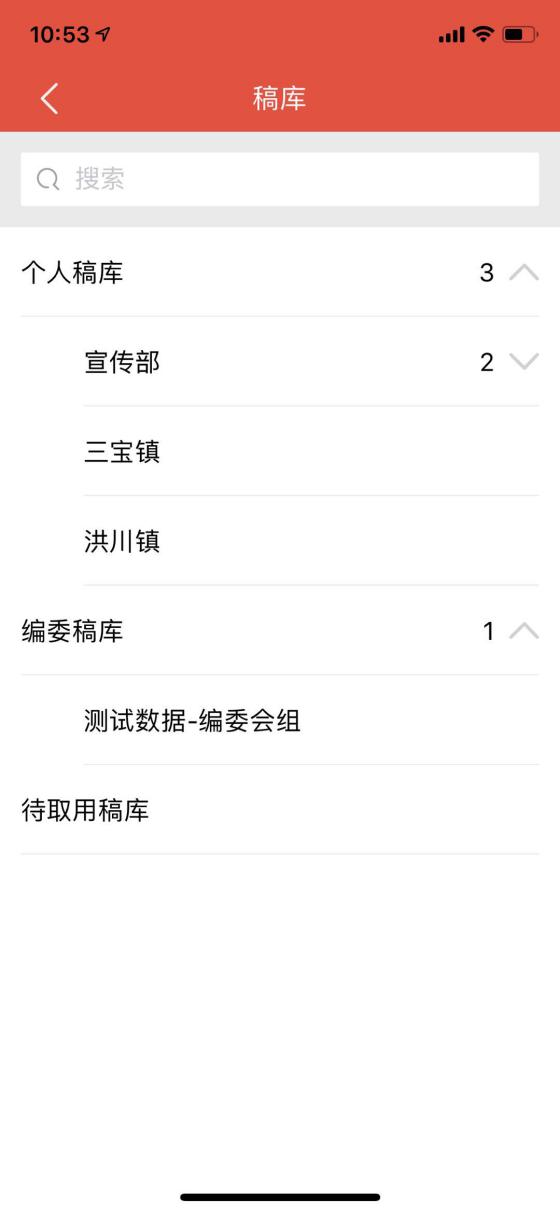 10:53
稿库
搜索
个人稿库 3
宣传部 2
三宝镇
洪川镇
编委稿库 1
测试数据-编委会组
待取用稿库